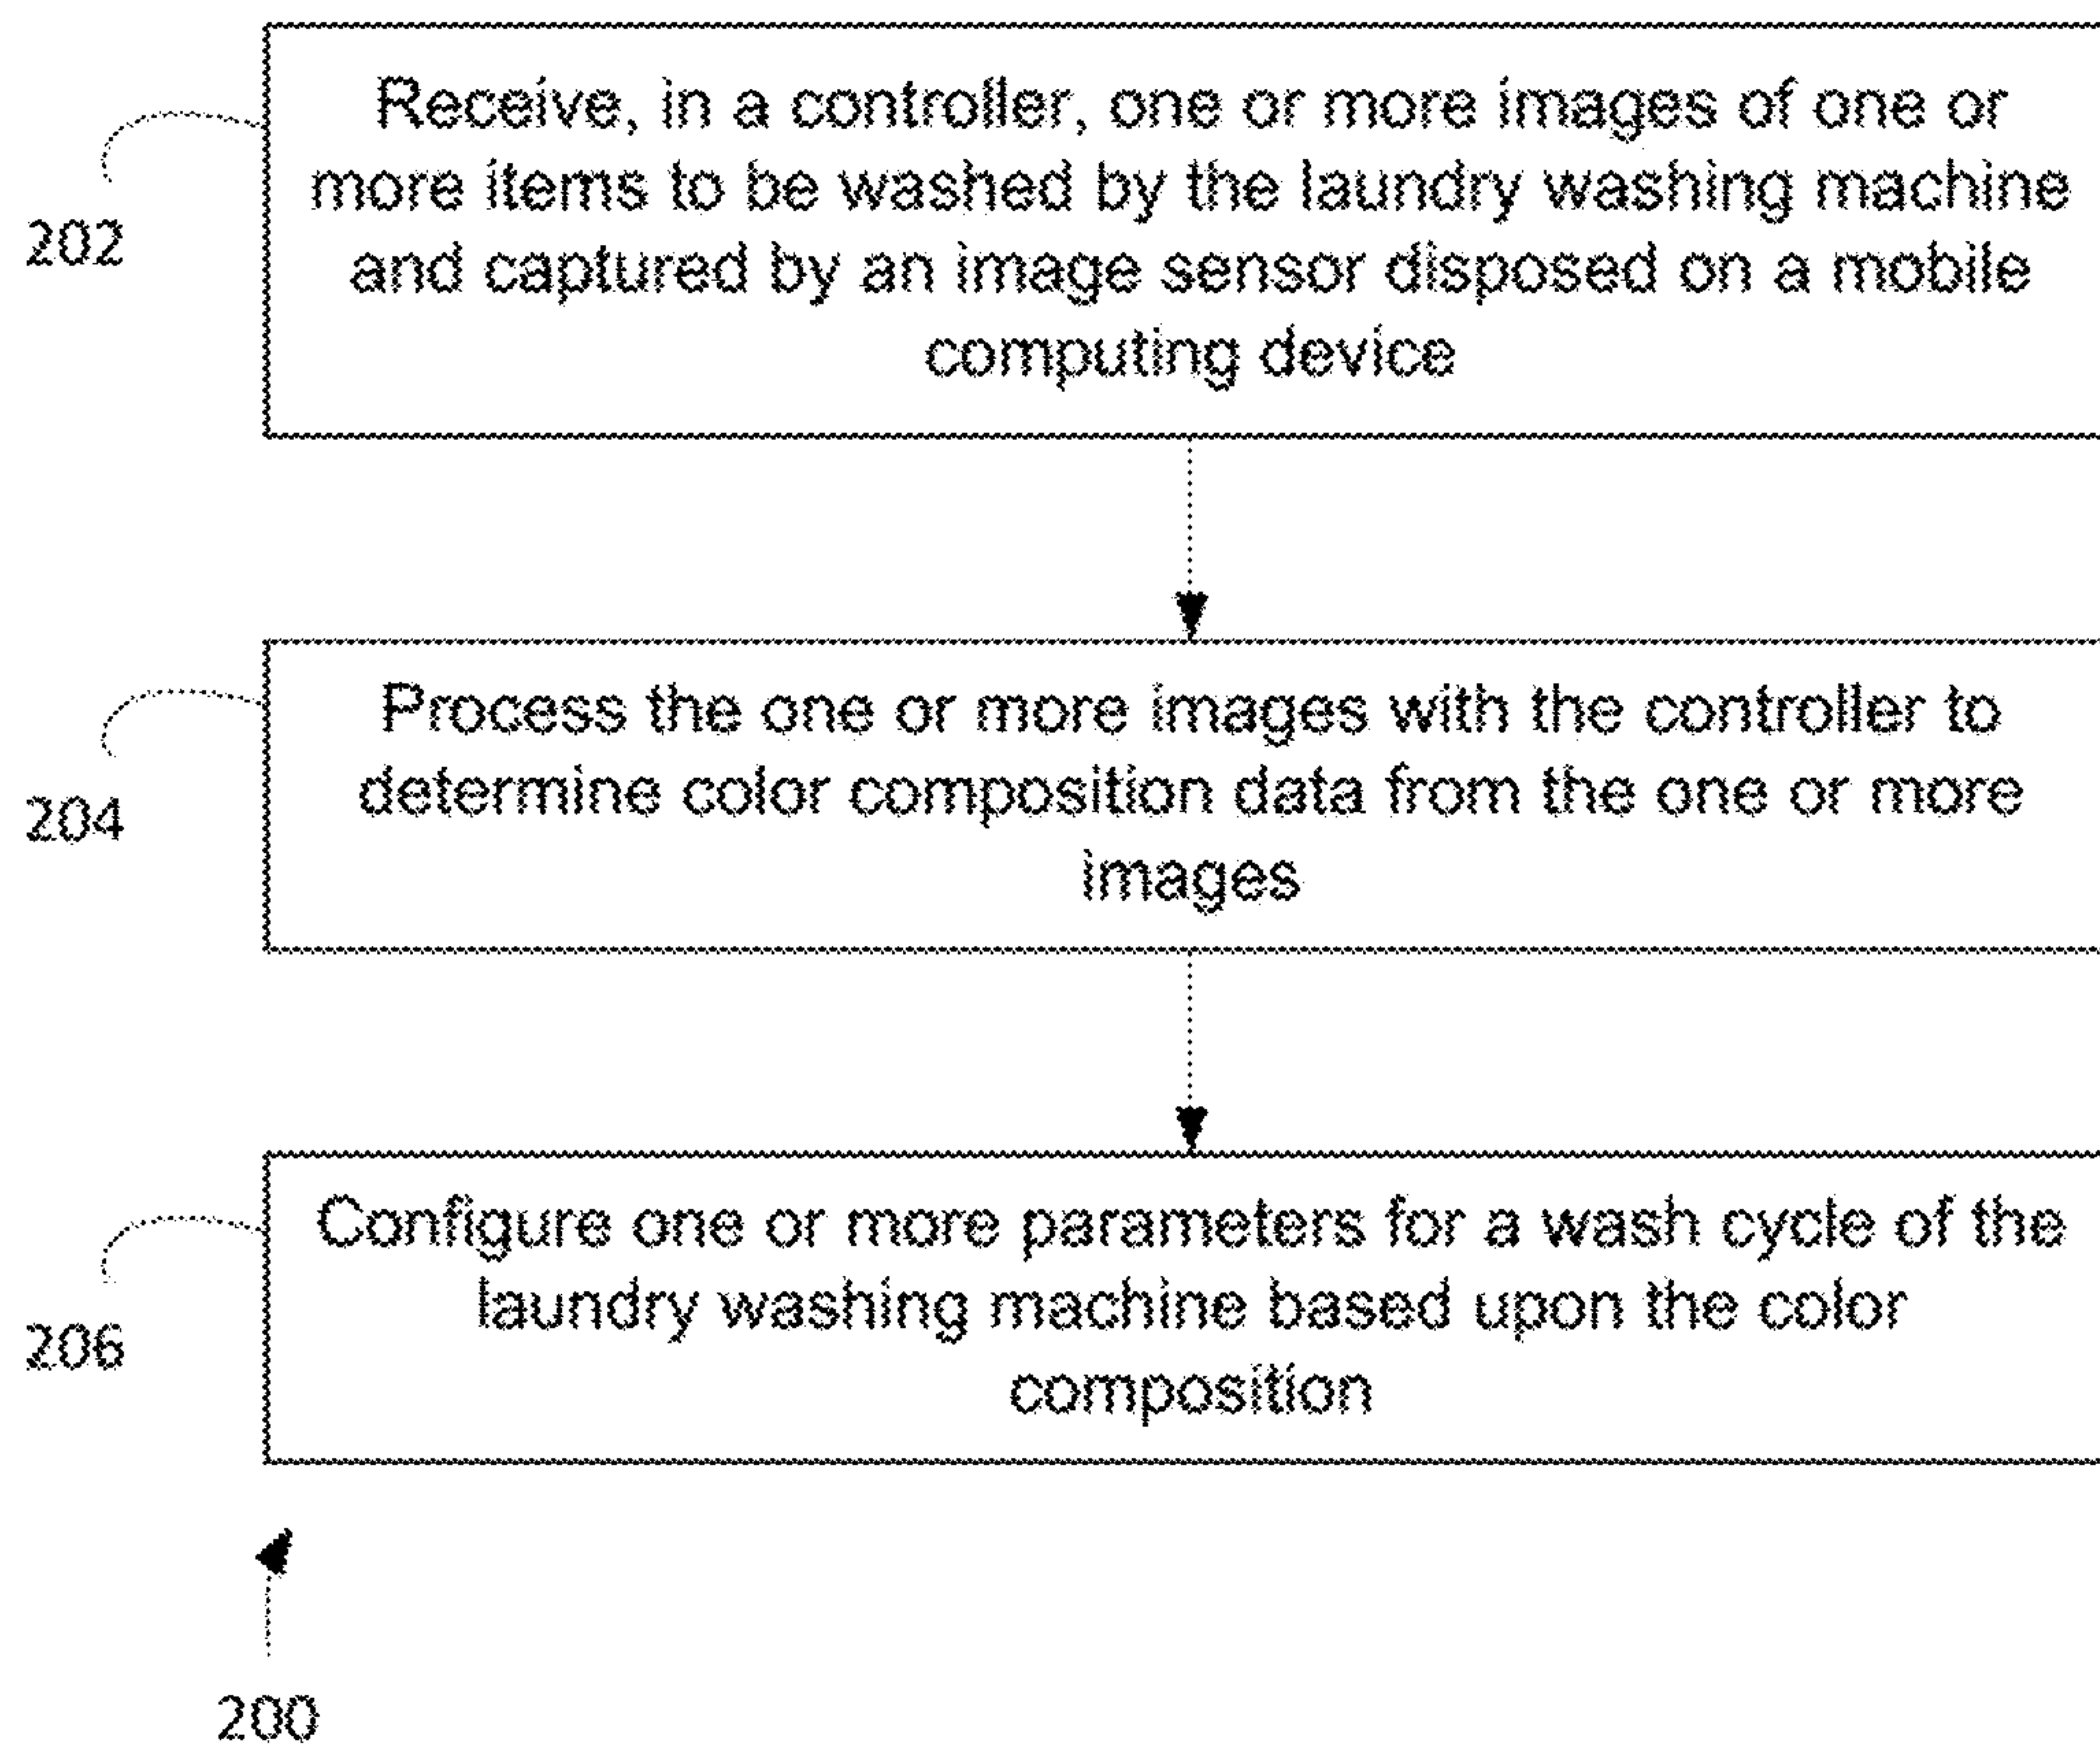 Receive, in a controller, one or more images of one or
more items to be washed by the laundry washing machine
and captured by an image sensor disposed on a mobile
computing device
202
Process the one or more images with the controller to
determine color composition data from the one or more
images
204
Configure one or more parameters for a wash cycle of the
laundry washing machine based upon the color
composition
206
200